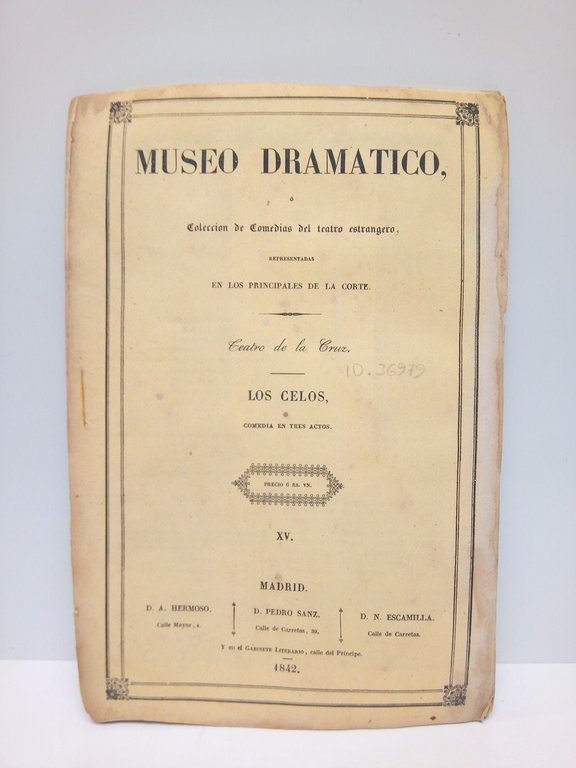 MUSEO DRAMATICO,
ó
Coleccion de Comedias del teatro estrangero,
REPRESENTADAS
EN LOS PRINCIPALES DE LA CORTE.
Teatro de la Cruz.
ID. 36979
LOS CELOS,
COMEDIA EN TRES ACTOS.
PRECIO 6 RS. VN.
XV.
MADRID.
D. A. HERMOSO,
Calle Mayor, 4.
D. PEDRO SANZ,
Calle de Carretas, 39.
D. N. ESCAMILLA.
Calle de Carretas.
Y en el GABINETE LITERARIO, calle del Príncipe.
1842.